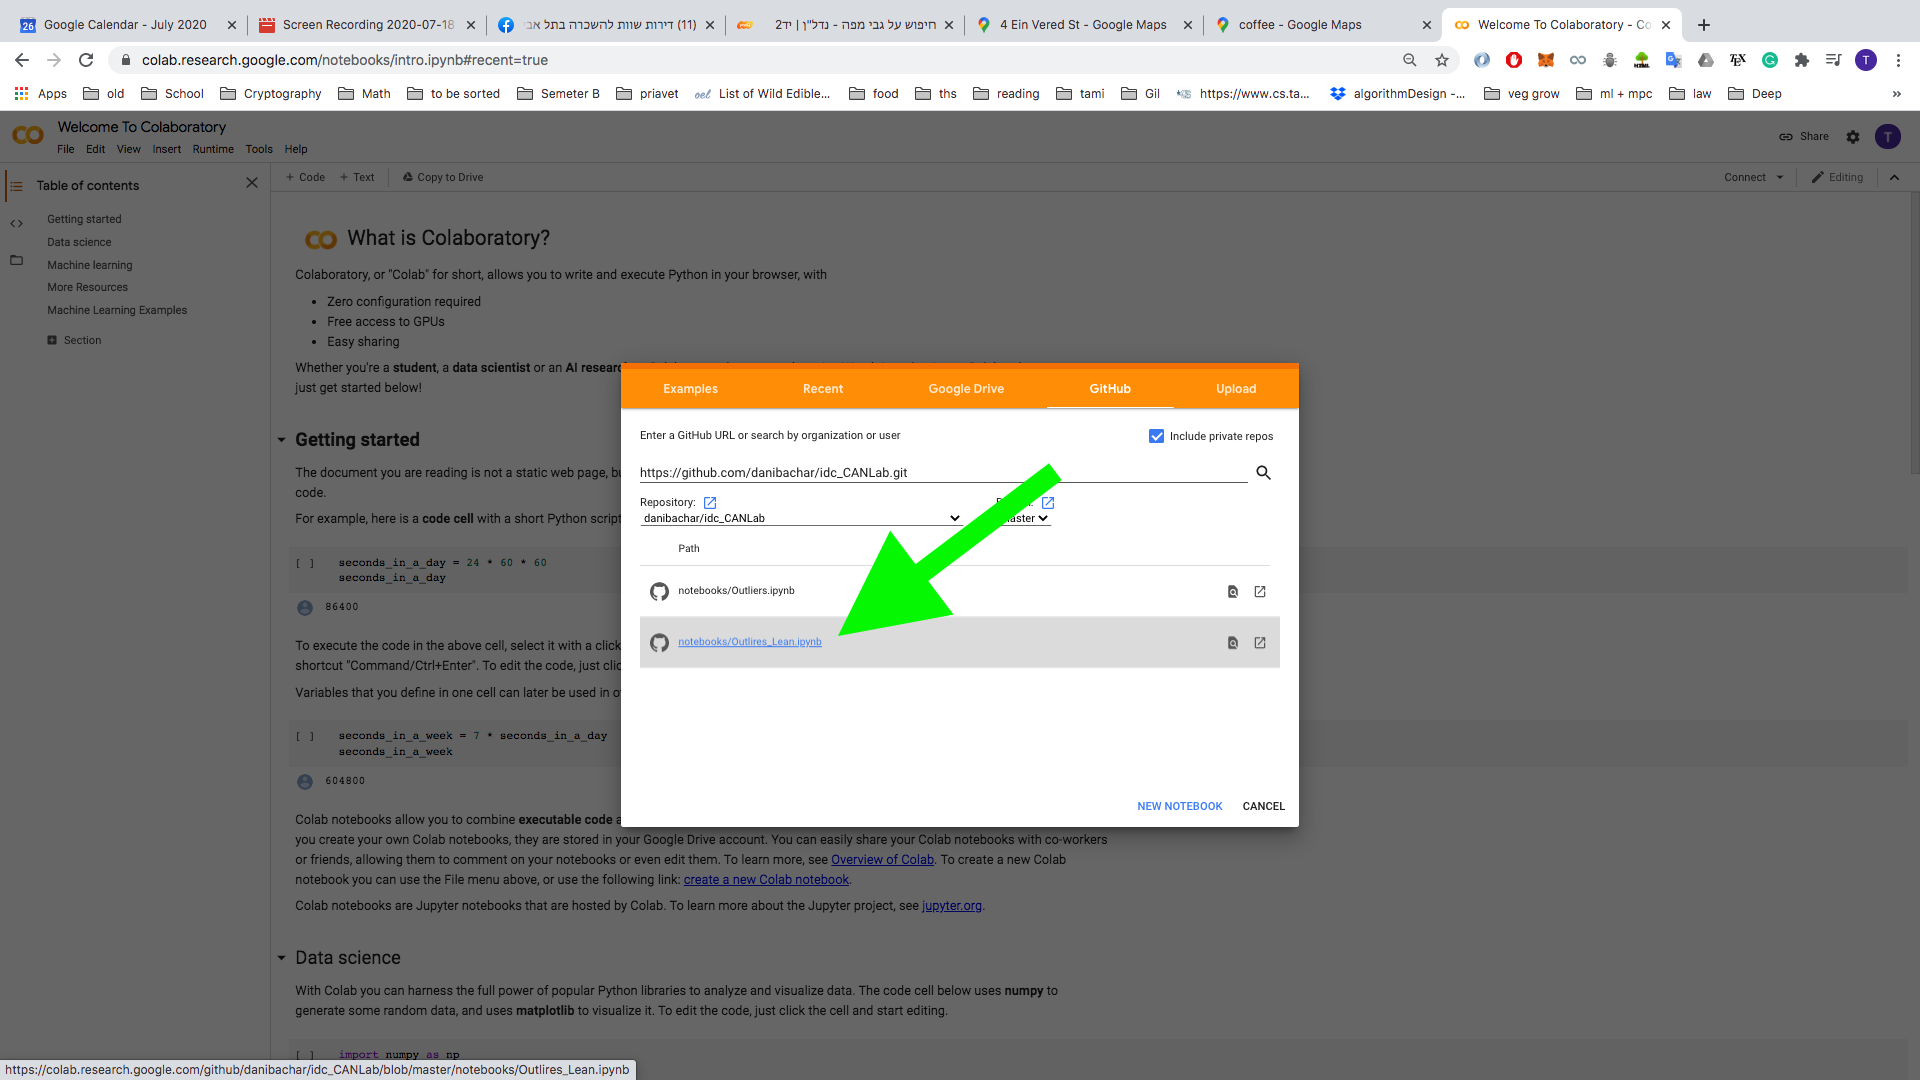 Google Calendar - July 2020
Screen Recording 2020-07-18
(11) דירות שוות להשכרה בתל אבי
חיפוש על גבי מפה - נדל"ן | יד2
4 Ein Vered St - Google Maps
coffee - Google Maps
Welcome To Colaboratory - Co
colab.research.google.com/notebooks/intro.ipynb#recent=true
T
Apps
old
School
Cryptography
Math
to be sorted
Semeter B
priavet
oel List of Wild Edible...
food
ths
reading
tami
Gil
https://www.cs.ta...
algorithmDesign -...
veg grow
ml + mpc
law
Deep
»
Welcome To Colaboratory
File Edit View Insert Runtime Tools Help
Share
T
Table of contents
+ Code + Text Copy to Drive
Connect
Editing
Getting started
Data science
Machine learning
More Resources
Machine Learning Examples
Section
What is Colaboratory?
Colaboratory, or "Colab" for short, allows you to write and execute Python in your browser, with
• Zero configuration required
• Free access to GPUs
• Easy sharing
Whether you're a student, a data scientist or an AI researc
just get started below!
Getting started
The document you are reading is not a static web page, bu
code.
For example, here is a code cell with a short Python script
[ ] seconds_in_a_day = 24 * 60 * 60
seconds_in_a_day
86400
To execute the code in the above cell, select it with a click
shortcut "Command/Ctrl+Enter". To edit the code, just clic
Variables that you define in one cell can later be used in o
[ ] seconds_in_a_week = 7 * seconds_in_a_day
seconds_in_a_week
604800
Colab notebooks allow you to combine executable code a
you create your own Colab notebooks, they are stored in your Google Drive account. You can easily share your Colab notebooks with co-workers
or friends, allowing them to comment on your notebooks or even edit them. To learn more, see Overview of Colab. To create a new Colab
notebook you can use the File menu above, or use the following link: create a new Colab notebook.
Colab notebooks are Jupyter notebooks that are hosted by Colab. To learn more about the Jupyter project, see jupyter.org.
Data science
With Colab you can harness the full power of popular Python libraries to analyze and visualize data. The code cell below uses numpy to
generate some random data, and uses matplotlib to visualize it. To edit the code, just click the cell and start editing.
[ ] import numpy as np
Examples Recent Google Drive GitHub Upload
Enter a GitHub URL or search by organization or user
Include private repos
https://github.com/danibachar/idc_CANLab.git
Repository:
danibachar/idc_CANLab
Path
notebooks/Outliers.ipynb
notebooks/Outlires_Lean.ipynb
NEW NOTEBOOK CANCEL
https://colab.research.google.com/github/danibachar/idc_CANLab/blob/master/notebooks/Outlires_Lean.ipynb